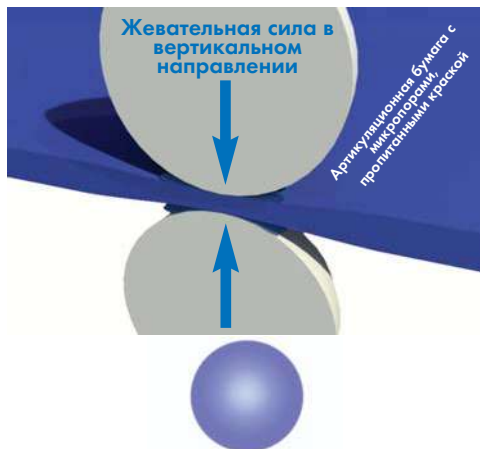 Жевательная сила в
вертикальном
направлении
Артикуляционная бумага с
микропорами,
пропитанными краской